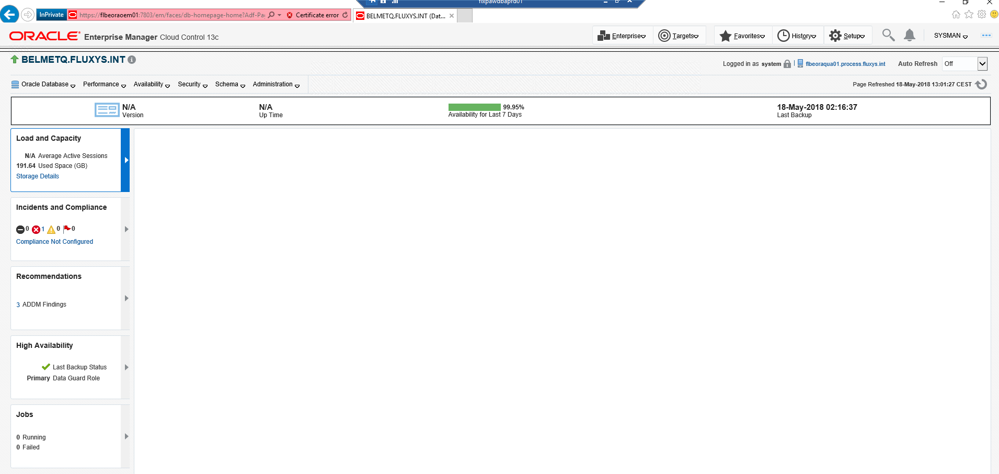 flxpawdbaprd01
InPrivate https://flbeoraoem01:7803/em/faces/db-homepage-home?Adf-Pa Certificate error BELMETQ.FLUXYS.INT (Dat...
ORACLE Enterprise Manager Cloud Control 13c Enterprise Targets Favorites History Setup SYSMAN
BELMETQ.FLUXYS.INT
Logged in as system flbeoraqua01.process.fluxys.int Auto Refresh Off
Oracle Database Performance Availability Security Schema Administration Page Refreshed 18-May-2018 13:01:27 CEST
N/A
Version
N/A
Up Time
99.95%
Availability for Last 7 Days
18-May-2018 02:16:37
Last Backup
Load and Capacity
N/A Average Active Sessions
191.64 Used Space (GB)
Storage Details
Incidents and Compliance
0 1 0 0
Compliance Not Configured
Recommendations
3 ADDM Findings
High Availability
Last Backup Status
Primary Data Guard Role
Jobs
0 Running
0 Failed